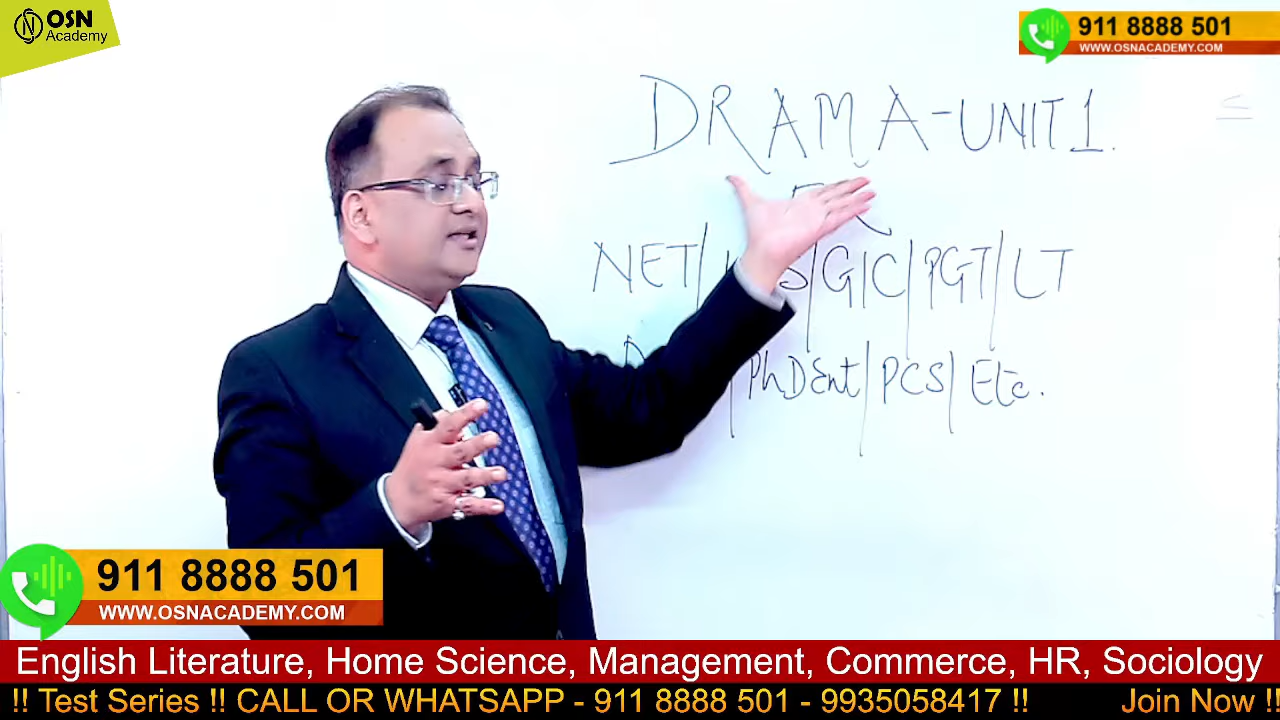 OSN
Academy
911 8888 501
WWW.OSNACADEMY.COM
DRAMA-UNIT 1.
NET/ /GIC/PGT/LT
PhD Ent/PCS/Etc.
911 8888 501
WWW.OSNACADEMY.COM
English Literature, Home Science, Management, Commerce, HR, Sociology
!! Test Series !! CALL OR WHATSAPP - 911 8888 501 - 9935058417 !! Join Now !!